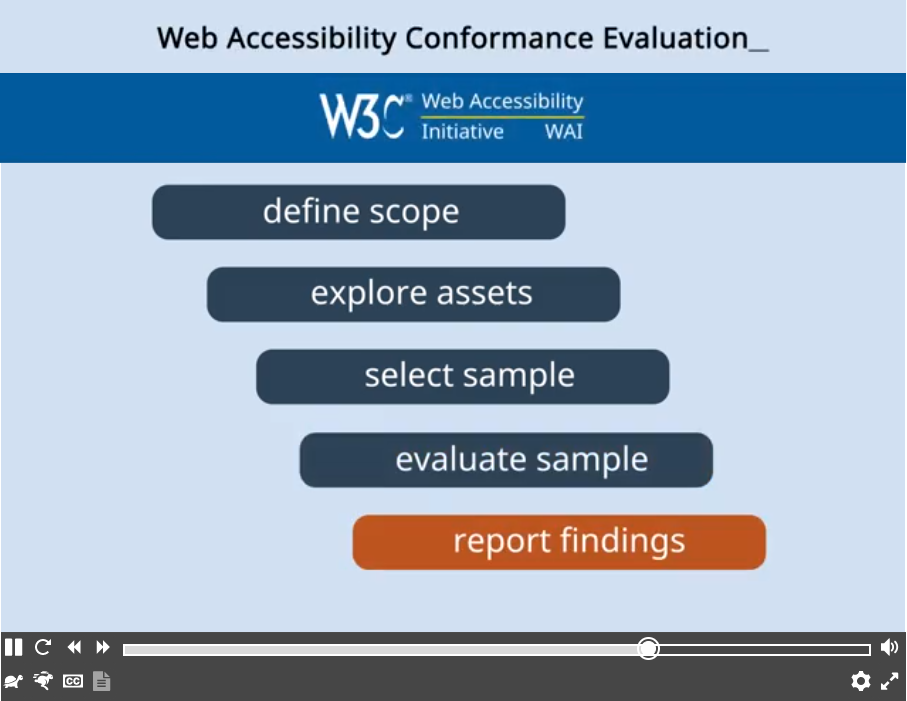 Web Accessibility Conformance Evaluation_
W3C®
Web Accessibility
Initiative WAI
define scope
explore assets
select sample
evaluate sample
report findings
CC